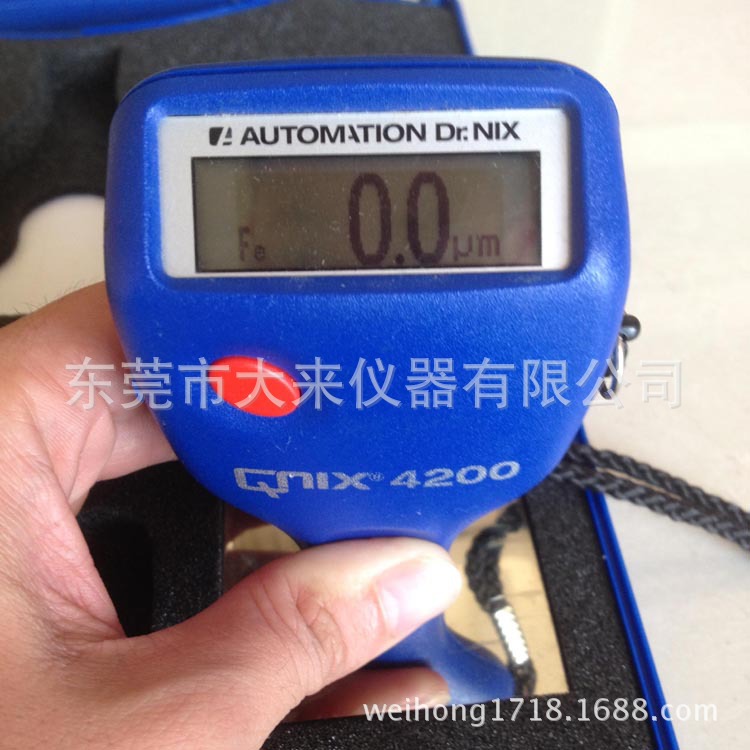 AUTOMATION Dr. NIX
Fe 0.0 µm
东莞市大来仪器有限公司
QNIX® 4200
weihong1718.1688.com